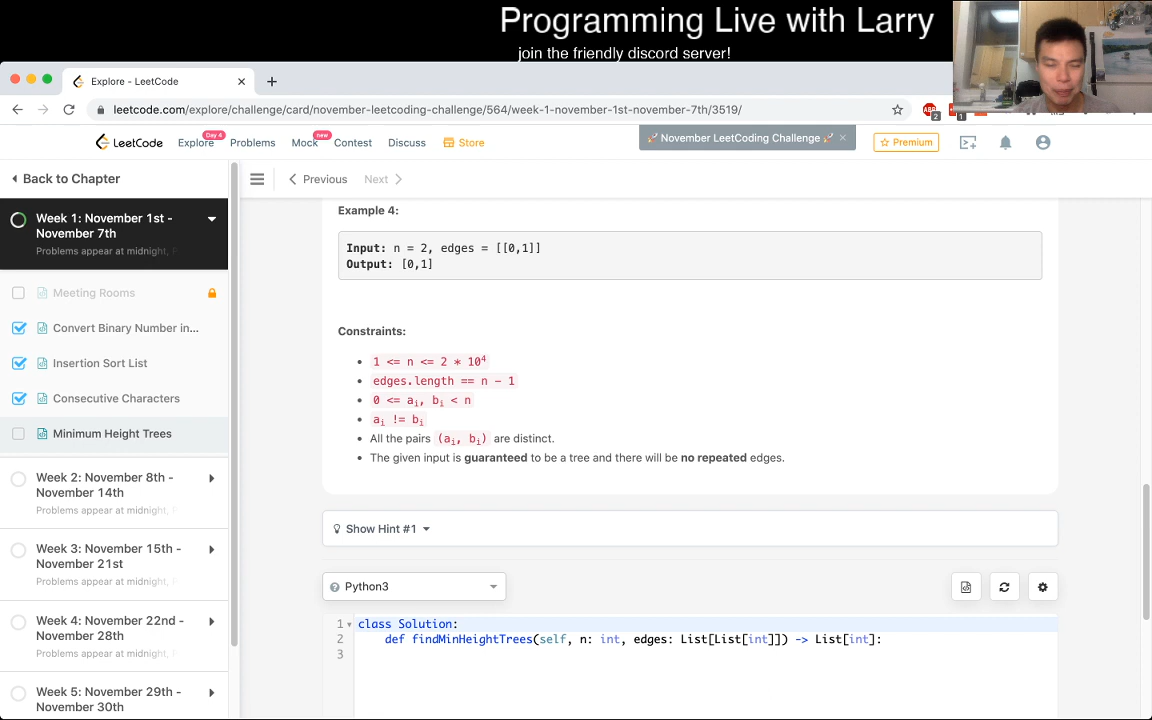 Programming Live with Larry
join the friendly discord server!
Explore - LeetCode
leetcode.com/explore/challenge/card/november-leetcoding-challenge/564/week-1-november-1st-november-7th/3519/
2
1
LeetCode
Explore
Day 4
Problems
Mock
new
Contest
Discuss
Store
🚀 November LeetCoding Challenge 🚀
Premium
Back to Chapter
Previous
Next
Week 1: November 1st -
November 7th
Problems appear at midnight, P
Meeting Rooms
Convert Binary Number in...
Insertion Sort List
Consecutive Characters
Minimum Height Trees
Week 2: November 8th -
November 14th
Problems appear at midnight,
Week 3: November 15th -
November 21st
Problems appear at midnight,
Week 4: November 22nd -
November 28th
Problems appear at midnight,
Week 5: November 29th -
November 30th
Example 4:
Input: n = 2, edges = [[0,1]]
Output: [0,1]
Constraints:
1 <= n <= 2 * 10⁴
edges.length == n - 1
0 <= aᵢ, bᵢ < n
aᵢ != bᵢ
All the pairs (aᵢ, bᵢ) are distinct.
The given input is guaranteed to be a tree and there will be no repeated edges.
Show Hint #1
Python3
1 class Solution:
2 def findMinHeightTrees(self, n: int, edges: List[List[int]]) -> List[int]:
3